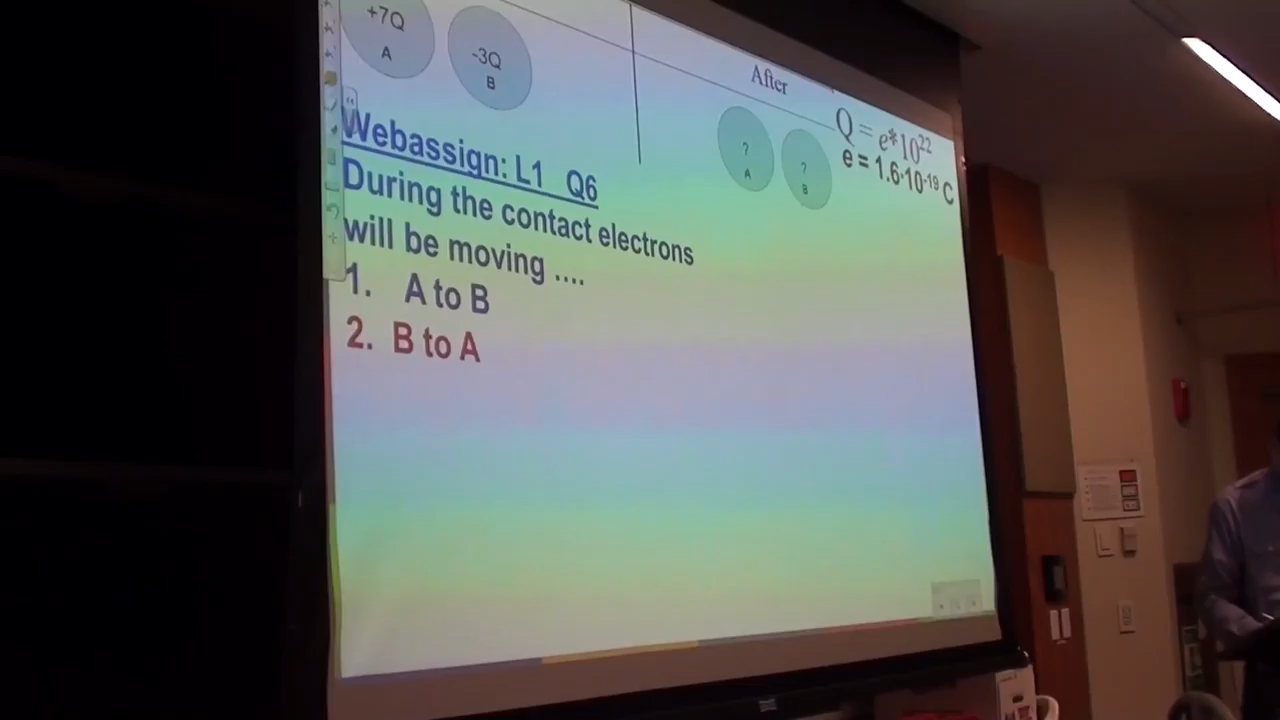 +7Q
A
-3Q
B
After
?
A
?
B
Q = e*10²²
e = 1.6·10⁻¹⁹ C
Webassign: L1 Q6
During the contact electrons
will be moving ....
1. A to B
2. B to A